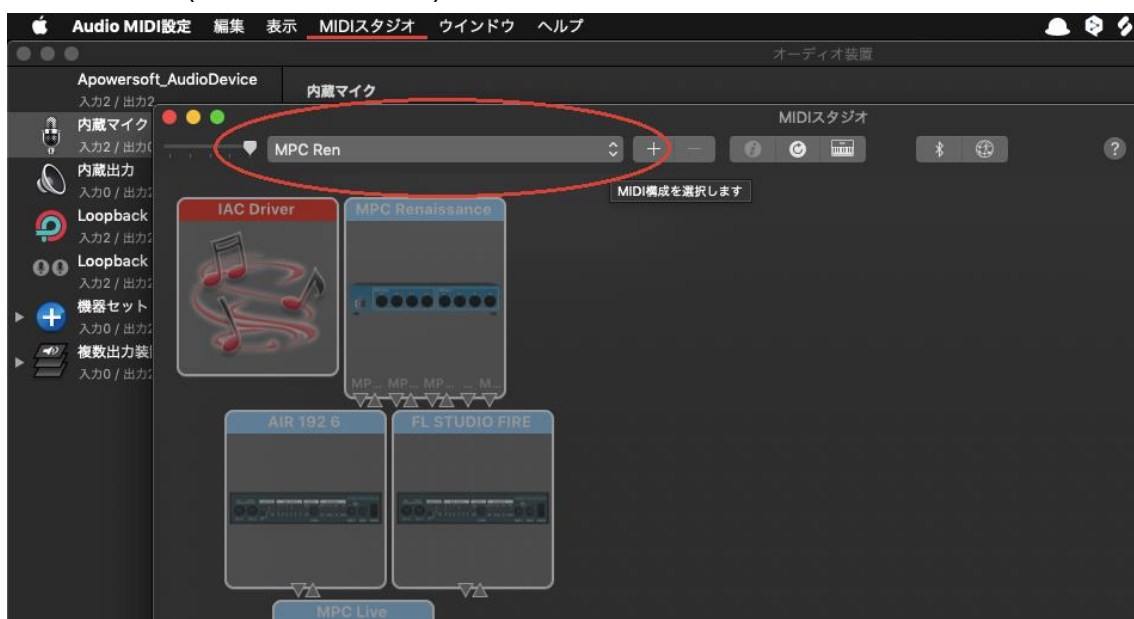 Audio MIDI設定 編集 表示 MIDIスタジオ ウインドウ ヘルプ
オーディオ装置
Apowersoft_AudioDevice
入力2 / 出力2
内蔵マイク
内蔵マイク
入力2 / 出力
内蔵出力
入力0 / 出力2
Loopback
入力2 / 出力2
Loopback
入力2 / 出力2
機器セット
入力0 / 出力2
複数出力装
入力0 / 出力2
MIDIスタジオ
MPC Ren
MIDI構成を選択します
IAC Driver
MPC Renaissance
MP... MP... MP... ... M...
AIR 192 6
FL STUDIO FIRE
MPC Live